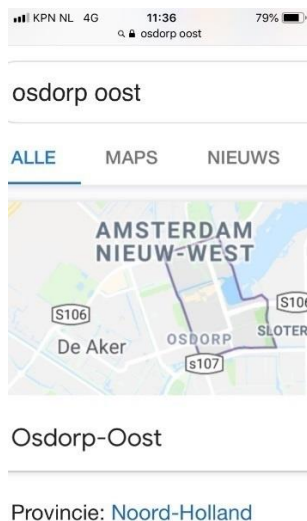 KPN NL 4G 11:36 79%
osdorp oost
osdorp oost
ALLE MAPS NIEUWS
AMSTERDAM
NIEUW-WEST
S106
S106
De Aker
OSDORP
SLOTER
s107
Osdorp-Oost
Provincie: Noord-Holland